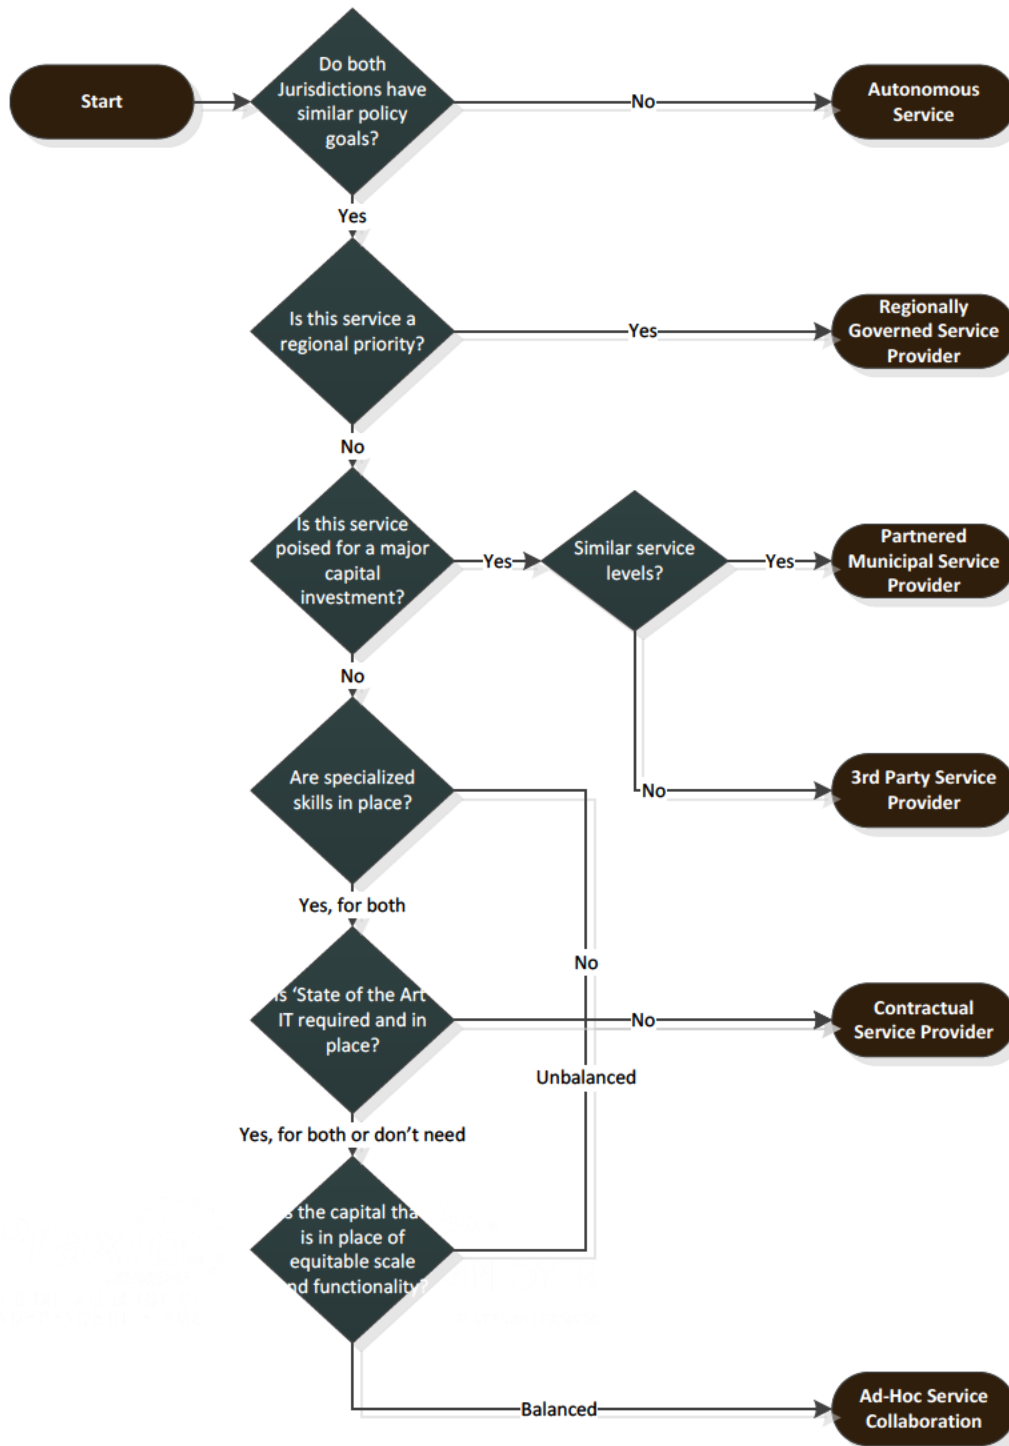 Start
Do both
Jurisdictions have
similar policy
goals?
No
Autonomous
Service
Yes
Is this service a
regional priority?
Yes
Regionally
Governed Service
Provider
No
Is this service
poised for a major
capital
investment?
Yes
Similar service
levels?
Yes
Partnered
Municipal Service
Provider
No
Are specialized
skills in place?
No
3rd Party Service
Provider
Yes, for both
No
Is ‘State of the Art
IT required and in
place?
No
Contractual
Service Provider
Unbalanced
Yes, for both or don’t need
Is the capital that
is in place of
equitable scale
and functionality?
Balanced
Ad-Hoc Service
Collaboration